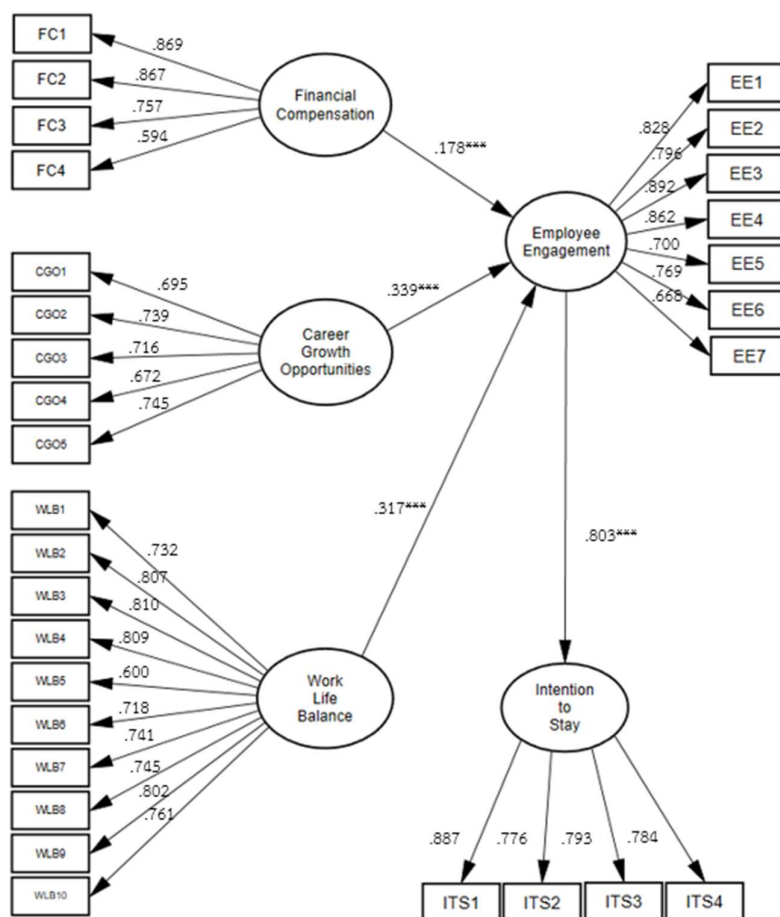 FC1
.869
FC2
.867
FC3
.757
FC4
.594
Financial
Compensation
.178***
EE1
.828
EE2
.796
EE3
.892
EE4
.862
EE5
.700
EE6
.769
EE7
.668
Employee
Engagement
CGO1
.695
CGO2
.739
CGO3
.716
CGO4
.672
CGO5
.745
Career
Growth
Opportunities
.339***
WLB1
.732
WLB2
.807
WLB3
.810
WLB4
.809
WLB5
.600
WLB6
.718
WLB7
.741
WLB8
.745
WLB9
.802
WLB10
.761
Work
Life
Balance
.317***
.803***
Intention
to
Stay
.887
.776
.793
.784
ITS1
ITS2
ITS3
ITS4